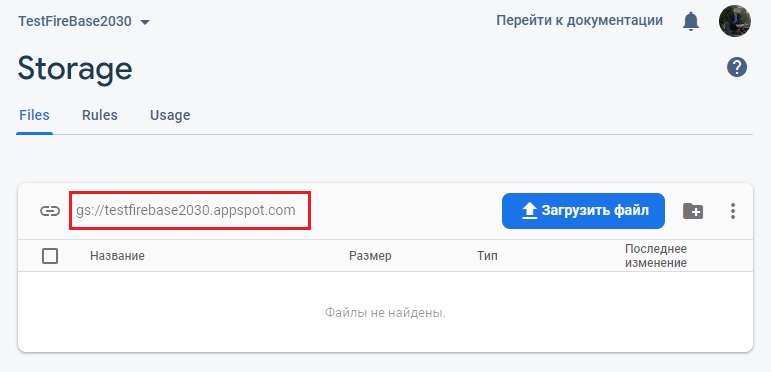 TestFireBase2030 Перейти к документации
Storage
Files Rules Usage
gs://testfirebase2030.appspot.com Загрузить файл
Название Размер Тип Последнее
изменение
Файлы не найдены.